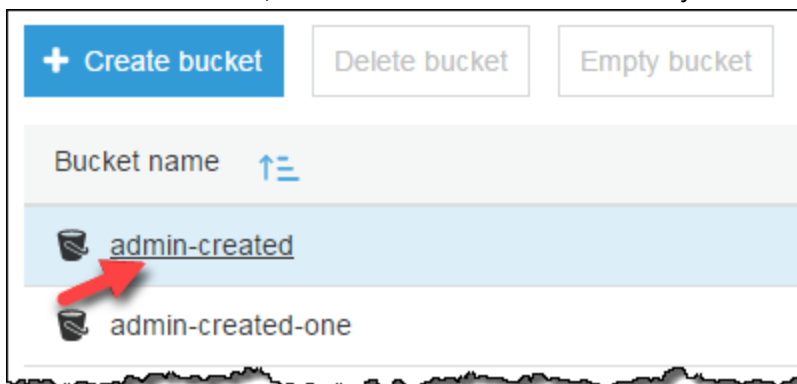 + Create bucket Delete bucket Empty bucket
Bucket name
admin-created
admin-created-one